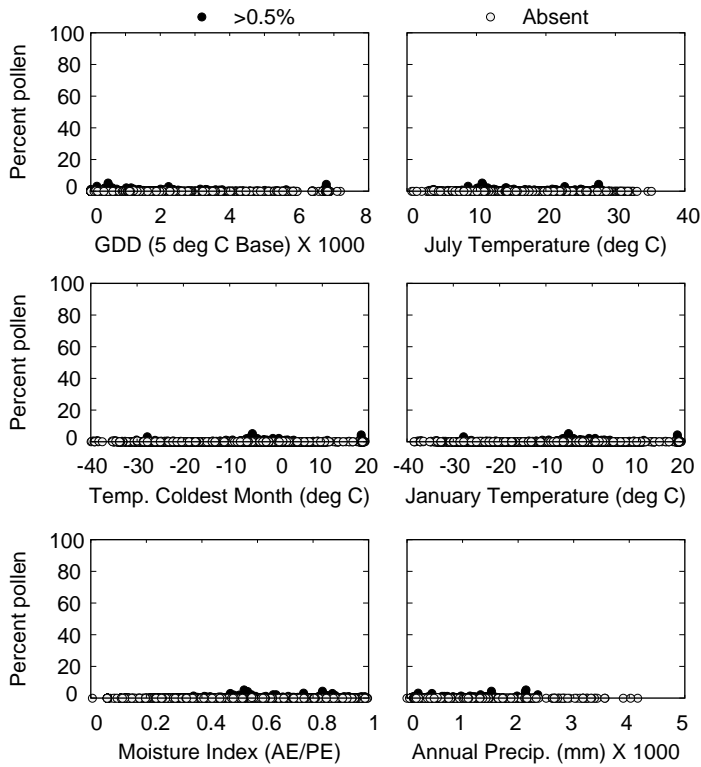 >0.5% Absent
Percent pollen
100
80
60
40
20
0
0 2 4 6 8
GDD (5 deg C Base) X 1000
0 10 20 30 40
July Temperature (deg C)
Percent pollen
100
80
60
40
20
0
-40 -30 -20 -10 0 10 20
Temp. Coldest Month (deg C)
-40 -30 -20 -10 0 10 20
January Temperature (deg C)
Percent pollen
100
80
60
40
20
0
0 0.2 0.4 0.6 0.8 1
Moisture Index (AE/PE)
0 1 2 3 4 5
Annual Precip. (mm) X 1000